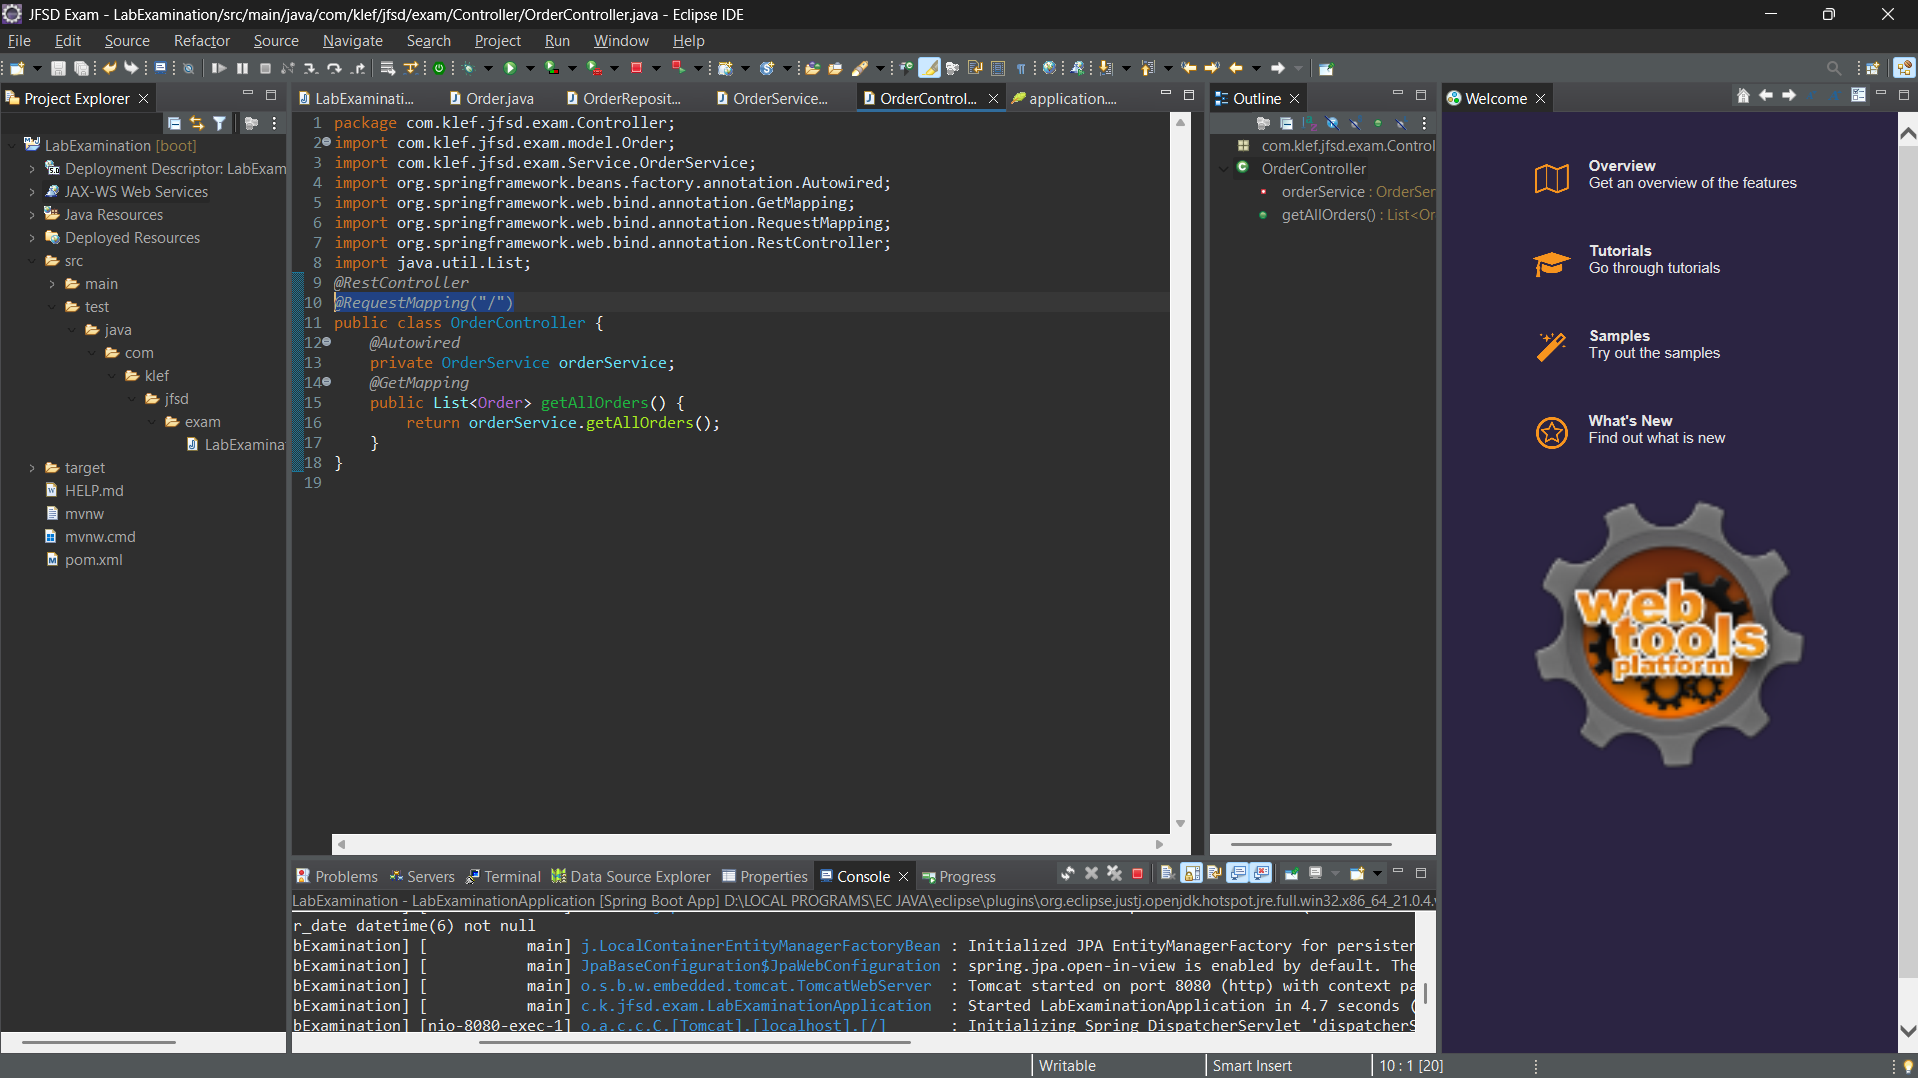 JFSD Exam - LabExamination/src/main/java/com/klef/jfsd/exam/Controller/OrderController.java - Eclipse IDE
File Edit Source Refactor Source Navigate Search Project Run Window Help
Project Explorer
LabExamination [boot]
Deployment Descriptor: LabExam
JAX-WS Web Services
Java Resources
Deployed Resources
src
main
test
java
com
klef
jfsd
exam
LabExamina
target
HELP.md
mvnw
mvnw.cmd
pom.xml
LabExaminati... Order.java OrderReposit... OrderService... OrderControl... application....
1 package com.klef.jfsd.exam.Controller;
2 import com.klef.jfsd.exam.model.Order;
3 import com.klef.jfsd.exam.Service.OrderService;
4 import org.springframework.beans.factory.annotation.Autowired;
5 import org.springframework.web.bind.annotation.GetMapping;
6 import org.springframework.web.bind.annotation.RequestMapping;
7 import org.springframework.web.bind.annotation.RestController;
8 import java.util.List;
9 @RestController
10 @RequestMapping("/")
11 public class OrderController {
12 @Autowired
13 private OrderService orderService;
14 @GetMapping
15 public List<Order> getAllOrders() {
16 return orderService.getAllOrders();
17 }
18 }
19
Outline
com.klef.jfsd.exam.Control
OrderController
orderService : OrderSer
getAllOrders() : List<Or
Welcome
Overview
Get an overview of the features
Tutorials
Go through tutorials
Samples
Try out the samples
What's New
Find out what is new
web
tools
platform
Problems Servers Terminal Data Source Explorer Properties Console Progress
LabExamination - LabExaminationApplication [Spring Boot App] D:\LOCAL PROGRAMS\EC JAVA\eclipse\plugins\org.eclipse.justj.openjdk.hotspot.jre.full.win32.x86_64_21.0.4.
r_date datetime(6) not null
bExamination] [ main] j.LocalContainerEntityManagerFactoryBean : Initialized JPA EntityManagerFactory for persister
bExamination] [ main] JpaBaseConfiguration$JpaWebConfiguration : spring.jpa.open-in-view is enabled by default. The
bExamination] [ main] o.s.b.w.embedded.tomcat.TomcatWebServer : Tomcat started on port 8080 (http) with context pa
bExamination] [ main] c.k.jfsd.exam.LabExaminationApplication : Started LabExaminationApplication in 4.7 seconds (
bExamination] [nio-8080-exec-1] o.a.c.c.C.[Tomcat].[localhost].[/] : Initializing Spring DispatcherServlet 'dispatcherS
Writable Smart Insert 10 : 1 [20]